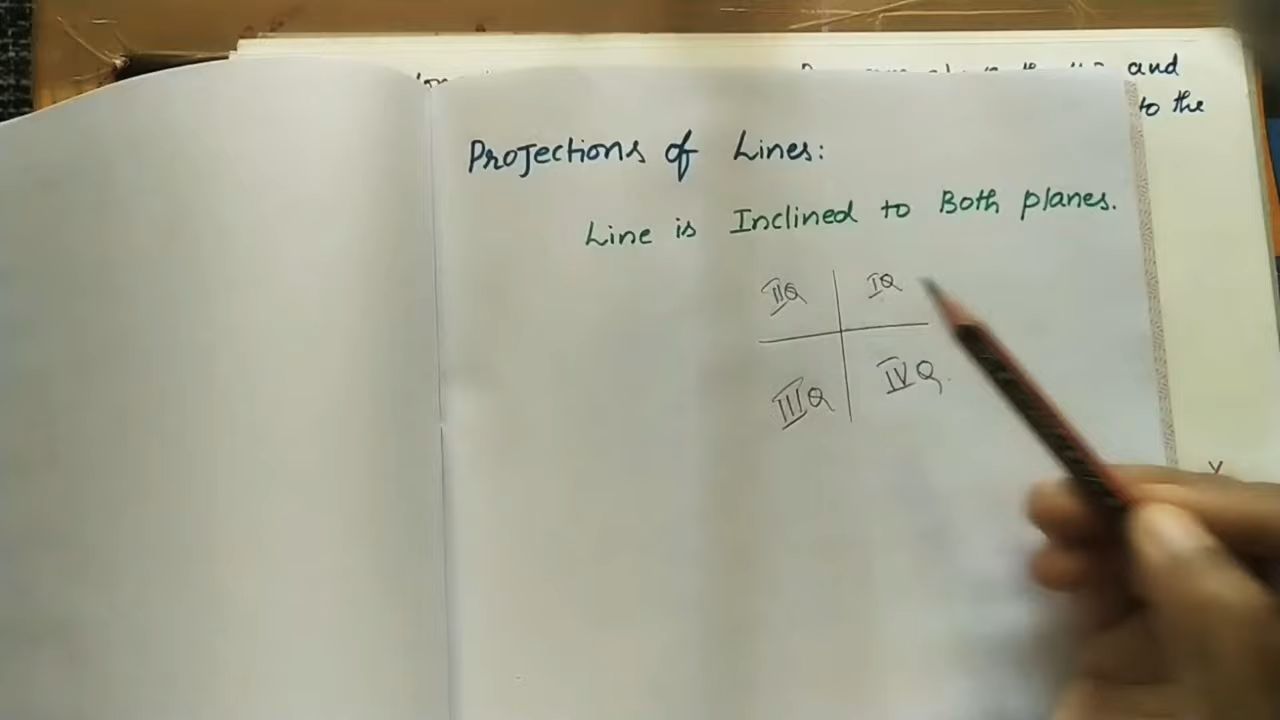 and
to the
Projections of Lines:
Line is Inclined to Both planes.
IIQ IQ
IIIQ IVQ
Y